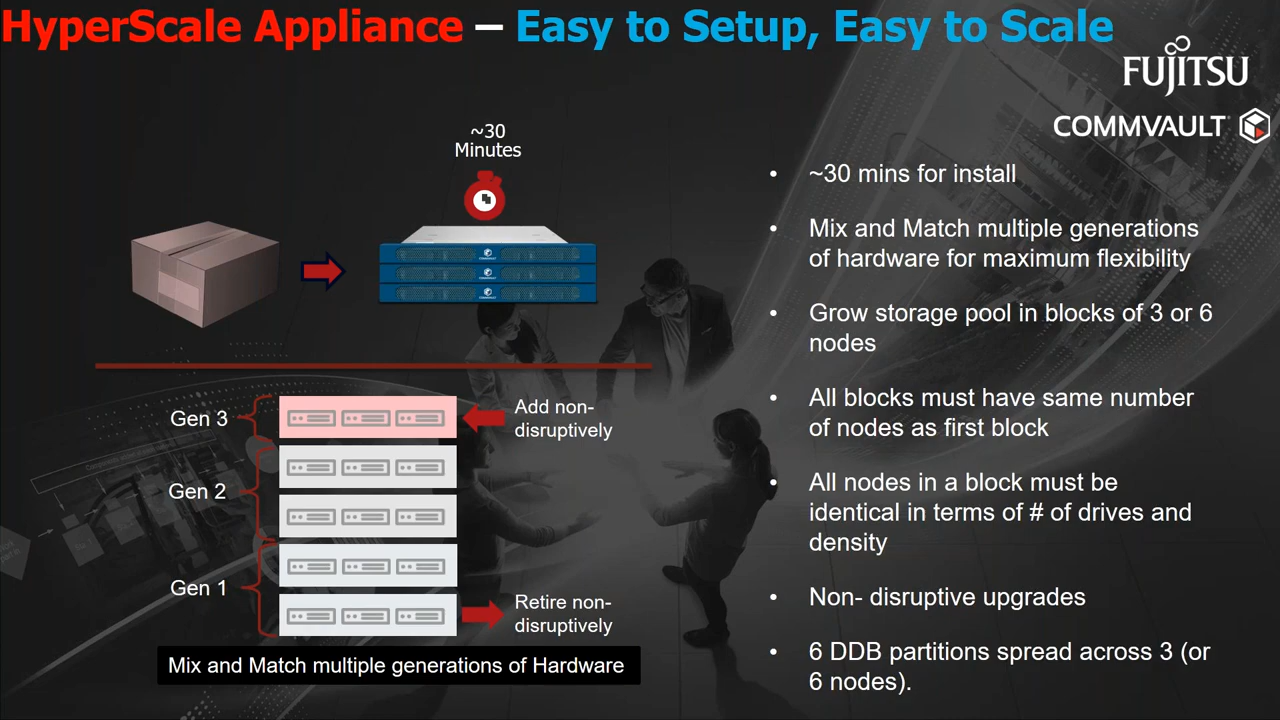 HyperScale Appliance – Easy to Setup, Easy to Scale
FUJITSU
COMMVAULT
~30
Minutes
COMMVAULT
COMMVAULT
COMMVAULT
Gen 3
Add non-
disruptively
Gen 2
Gen 1
Retire non-
disruptively
Mix and Match multiple generations of Hardware
• ~30 mins for install
• Mix and Match multiple generations
of hardware for maximum flexibility
• Grow storage pool in blocks of 3 or 6
nodes
• All blocks must have same number
of nodes as first block
• All nodes in a block must be
identical in terms of # of drives and
density
• Non- disruptive upgrades
• 6 DDB partitions spread across 3 (or
6 nodes).